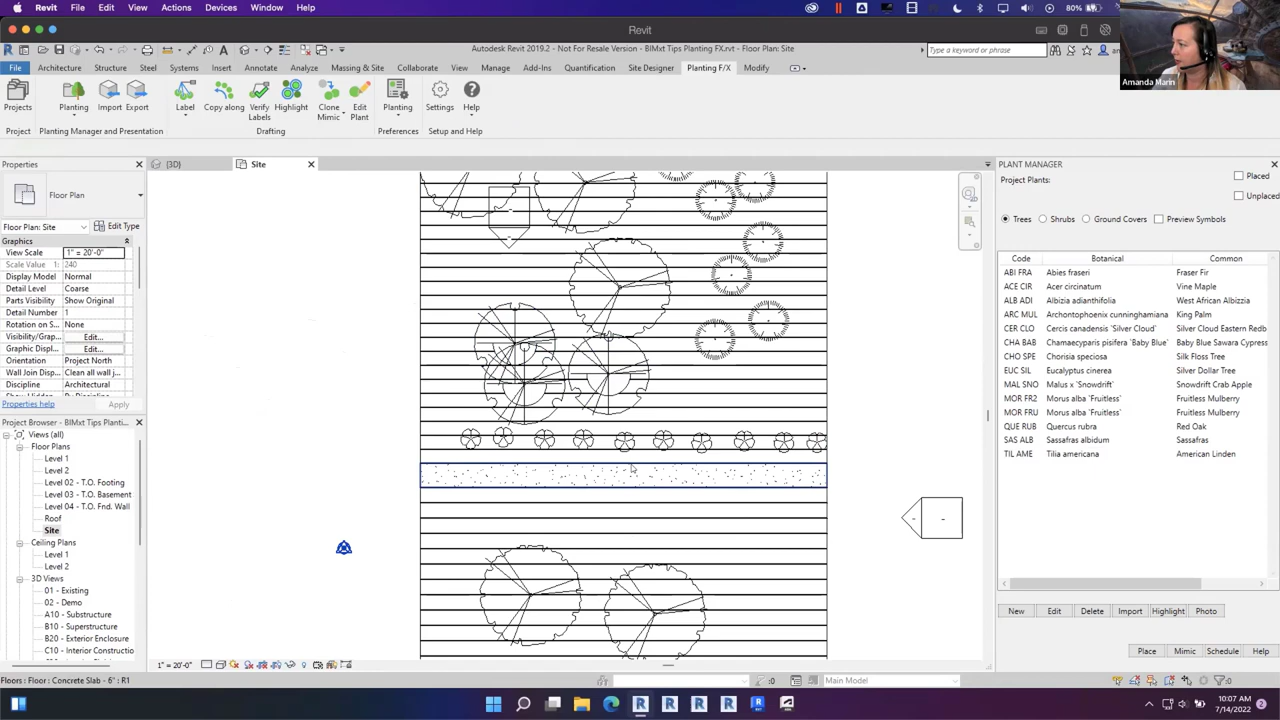 File Edit View Actions Devices Window Help
80%
Revit
Amanda Marin
Autodesk Revit 2019.2 - Not For Resale Version - BIMxt Tips Planting FX.rvt - Floor Plan: Site
Type a keyword or phrase
File Architecture Structure Steel Systems Insert Annotate Analyze Massing & Site Collaborate View Manage Add-Ins Quantification Site Designer Planting F/X Modify
Projects Planting Import Export Label Copy along Verify Labels Highlight Clone Mimic Edit Plant Planting Settings Help
Project Planting Manager and Presentation Drafting Preferences Setup and Help
Properties
{3D}
Site
Floor Plan
Floor Plan: Site
Edit Type
Graphics
View Scale 1" = 20'-0"
Scale Value 1: 240
Display Model Normal
Detail Level Coarse
Parts Visibility Show Original
Detail Number 1
Rotation on S... None
Visibility/Grap... Edit...
Graphic Displ... Edit...
Orientation Project North
Wall Join Disp... Clean all wall j...
Discipline Architectural
Properties help
Apply
Project Browser - BIMxt Tips Planti...
Views (all)
Floor Plans
Level 1
Level 2
Level 02 - T.O. Footing
Level 03 - T.O. Basement
Level 04 - T.O. Fnd. Wall
Roof
Site
Ceiling Plans
Level 1
Level 2
3D Views
01 - Existing
02 - Demo
A10 - Substructure
B10 - Superstructure
B20 - Exterior Enclosure
C10 - Interior Constructio
PLANT MANAGER
Project Plants:
Placed
Unplaced
Trees Shrubs Ground Covers Preview Symbols
Code Botanical Common
ABI FRA Abies fraseri Fraser Fir
ACE CIR Acer circinatum Vine Maple
ALB ADI Albizia adianthifolia West African Albizzia
ARC MUL Archontophoenix cunninghamiana King Palm
CER CLO Cercis canadensis `Silver Cloud` Silver Cloud Eastern Redb
CHA BAB Chamaecyparis pisifera `Baby Blue` Baby Blue Sawara Cypress
CHO SPE Chorisia speciosa Silk Floss Tree
EUC SIL Eucalyptus cinerea Silver Dollar Tree
MAL SNO Malus x `Snowdrift` Snowdrift Crab Apple
MOR FR2 Morus alba `Fruitless` Fruitless Mulberry
MOR FRU Morus alba `Fruitless` Fruitless Mulberry
QUE RUB Quercus rubra Red Oak
SAS ALB Sassafras albidum Sassafras
TIL AME Tilia americana American Linden
New Edit Delete Import Highlight Photo
Place Mimic Schedule Help
1" = 20'-0"
Floors : Floor : Concrete Slab - 6" : R1
:0
Main Model
:0
10:07 AM
7/14/2022